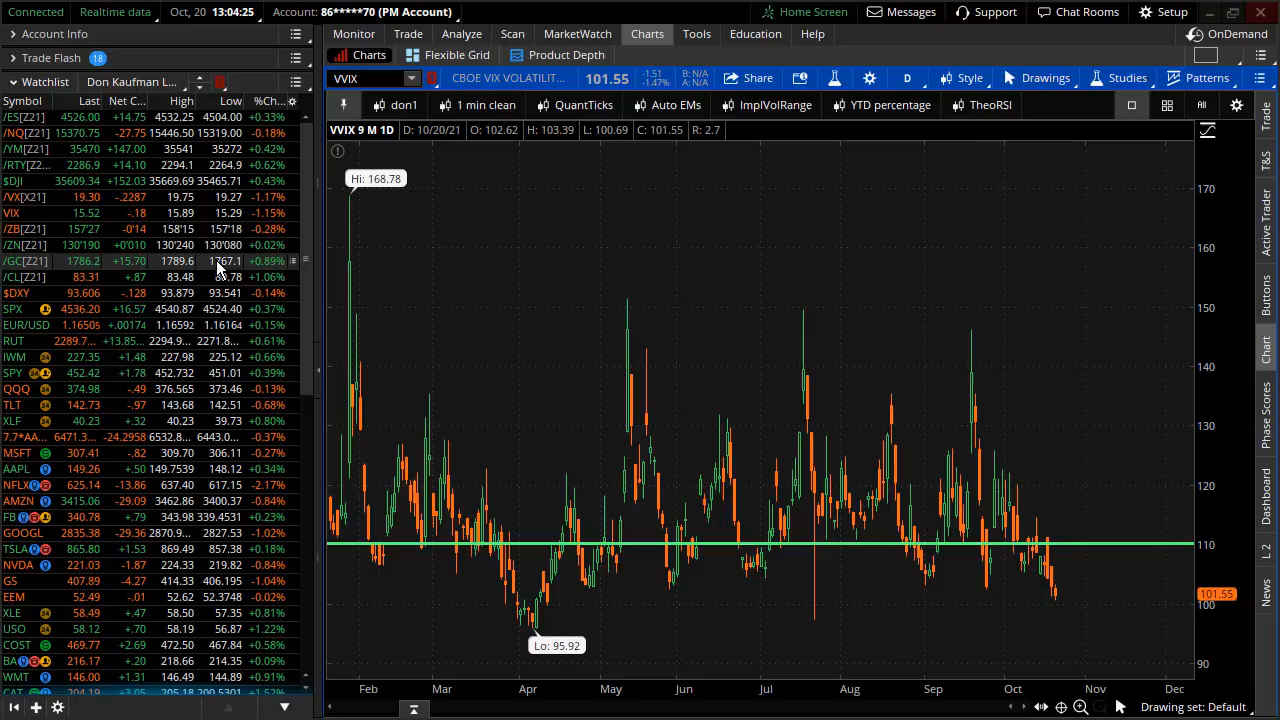 Connected Realtime data Oct, 20 13:04:25 Account: 86*****70 (PM Account) Home Screen Messages Support Chat Rooms Setup
Account Info
Trade Flash 18
Watchlist Don Kaufman L...
Monitor Trade Analyze Scan MarketWatch Charts Tools Education Help OnDemand
Charts Flexible Grid Product Depth
VVIX CBOE VIX VOLATILIT... 101.55 -1.51 -1.47% B: N/A A: N/A Share D Style Drawings Studies Patterns
don1 1 min clean QuantTicks Auto EMs ImplVolRange YTD percentage TheoRSI All
VVIX 9 M 1D D: 10/20/21 O: 102.62 H: 103.39 L: 100.69 C: 101.55 R: 2.7
Symbol Last Net C... High Low %Ch...
/ES[Z21] 4526.00 +14.75 4532.25 4504.00 +0.33%
/NQ[Z21] 15370.75 -27.75 15446.50 15319.00 -0.18%
/YM[Z21] 35470 +147.00 35541 35272 +0.42%
/RTY[Z2... 2286.9 +14.10 2294.1 2264.9 +0.62%
$DJI 35609.34 +152.03 35669.69 35465.71 +0.43%
/VX[X21] 19.30 -.2287 19.75 19.27 -1.17%
VIX 15.52 -.18 15.89 15.29 -1.15%
/ZB[Z21] 157'27 -0'14 158'15 157'18 -0.28%
/ZN[Z21] 130'190 +0'010 130'240 130'080 +0.02%
/GC[Z21] 1786.2 +15.70 1789.6 1767.1 +0.89%
/CL[Z21] 83.31 +.87 83.48 +1.06%
$DXY 93.606 -.128 93.879 93.541 -0.14%
SPX 4536.20 +16.57 4540.87 4524.40 +0.37%
EUR/USD 1.16505 +.00174 1.16592 1.16164 +0.15%
RUT 2289.7... +13.85... 2294.9... 2271.8... +0.61%
IWM 24 227.35 +1.48 227.98 225.12 +0.66%
SPY 24 452.42 +1.78 452.732 451.01 +0.39%
QQQ 24 374.98 -.49 376.565 373.46 -0.13%
TLT 24 142.73 -.97 143.68 142.51 -0.68%
XLF 24 40.23 +.32 40.23 39.73 +0.80%
7.7*AA... 6471.3... -24.2958 6532.8... 6443.0... -0.37%
MSFT 307.41 -.82 309.70 306.11 -0.27%
AAPL 149.26 +.50 149.7539 148.12 +0.34%
NFLX 625.14 -13.86 637.40 617.15 -2.17%
AMZN 3415.06 -29.09 3462.86 3400.37 -0.84%
FB 340.78 +.79 343.98 339.4531 +0.23%
GOOGL 2835.38 -29.36 2870.9... 2827.53 -1.02%
TSLA 865.80 +1.53 869.49 857.38 +0.18%
NVDA 221.03 -1.87 224.33 219.82 -0.84%
GS 407.89 -4.27 414.33 406.195 -1.04%
EEM 52.49 -.01 52.62 52.3748 -0.02%
XLE 24 58.49 +.47 58.50 57.35 +0.81%
USO 24 58.12 +.70 58.19 56.87 +1.22%
COST 469.77 +2.69 472.50 467.84 +0.58%
BA 216.17 +.20 218.66 214.35 +0.09%
WMT 146.00 +1.31 146.49 144.89 +0.91%
CAT 204.19 +3.05 205.18 200.5301 +1.52%
Hi: 168.78
Lo: 95.92
170
160
150
140
130
120
110
101.55
100
90
Feb Mar Apr May Jun Jul Aug Sep Oct Nov Dec
Drawing set: Default
Trade
T&S
Active Trader
Buttons
Chart
Phase Scores
Dashboard
L 2
News